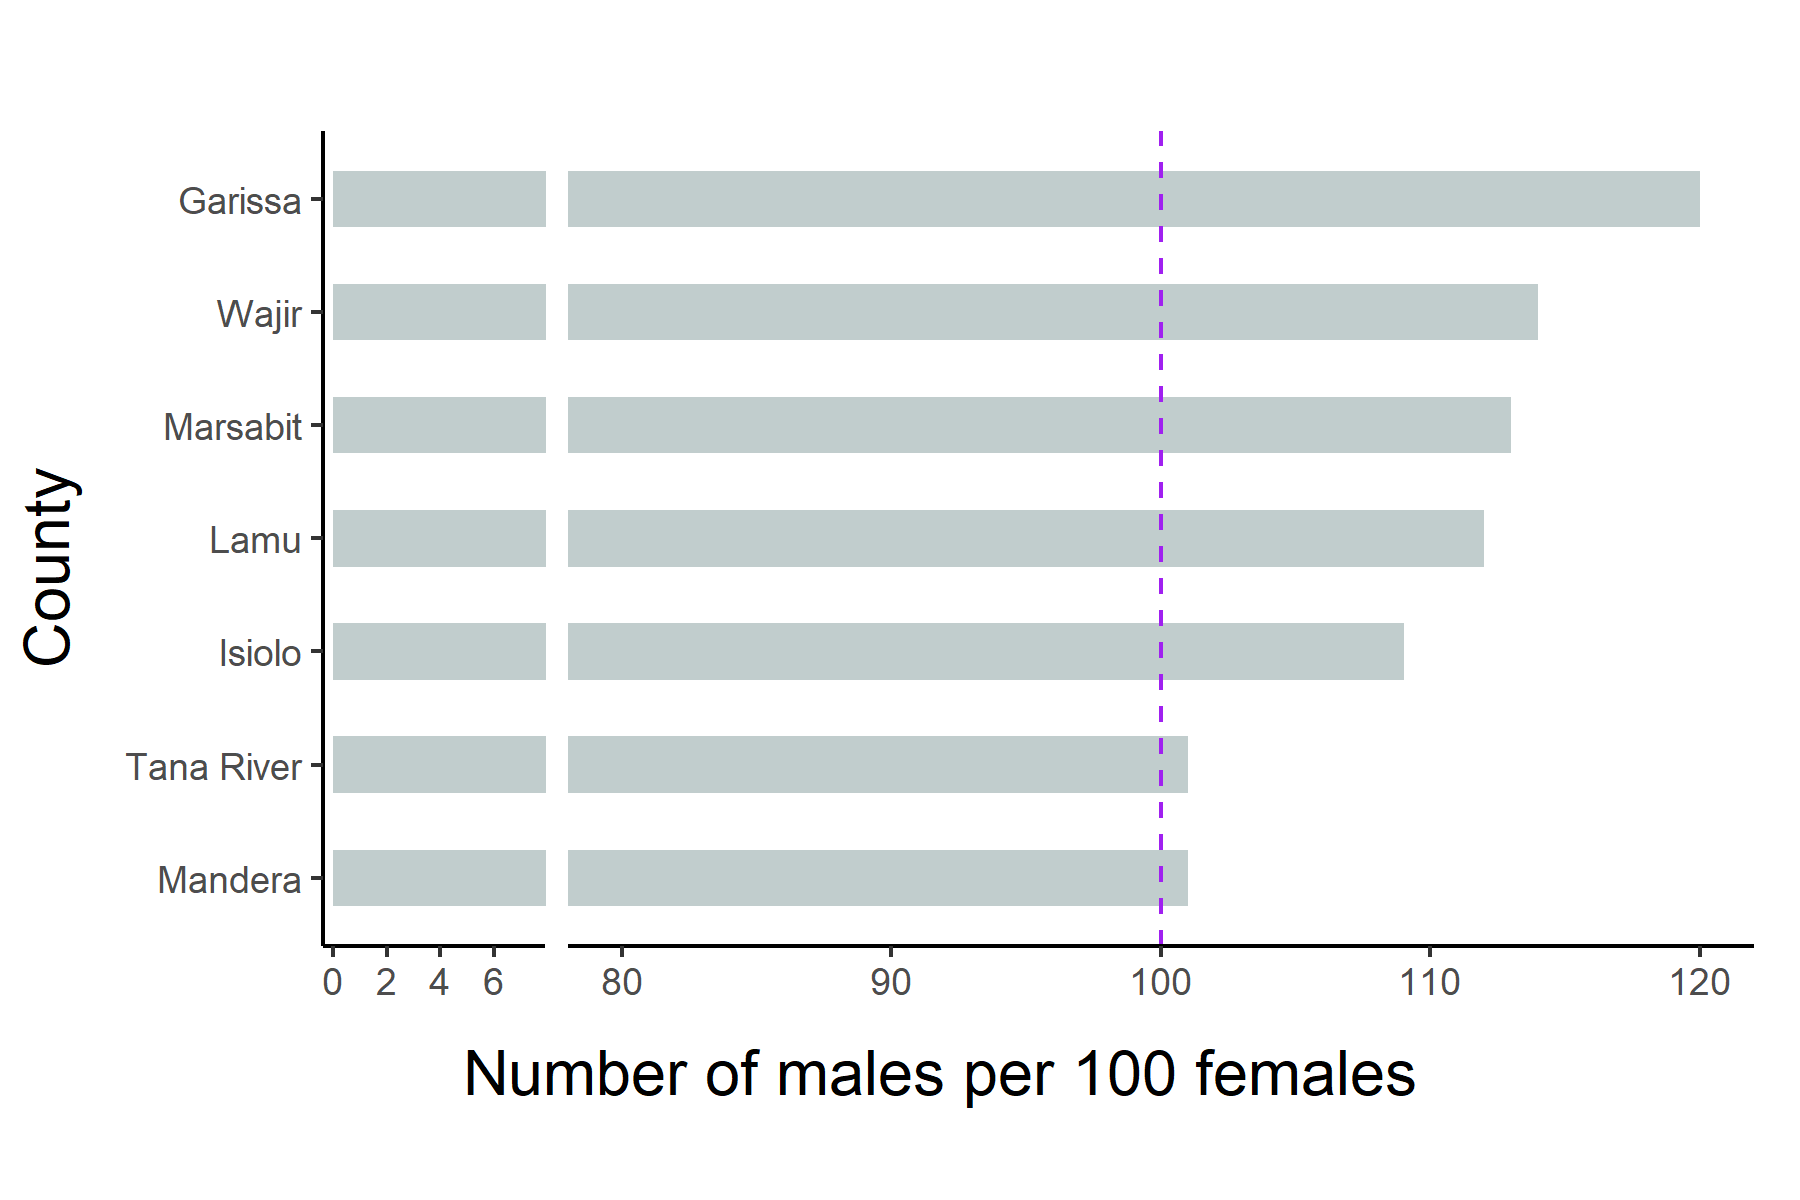 Garissa
Wajir
Marsabit
Lamu
Isiolo
Tana River
Mandera
County
0 2 4 6 80 90 100 110 120
Number of males per 100 females